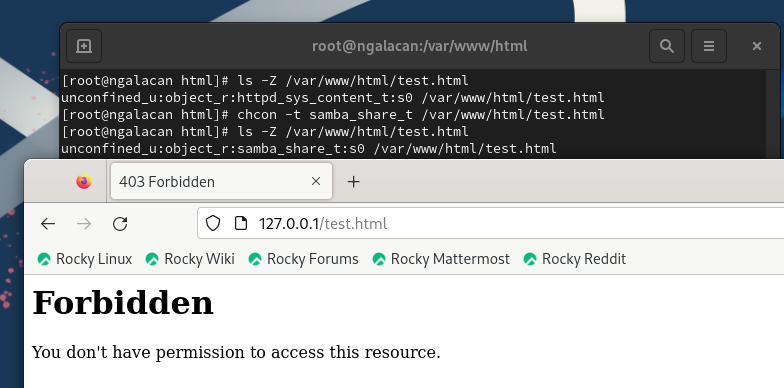 root@ngalacan:/var/www/html
[root@ngalacan html]# ls -Z /var/www/html/test.html
unconfined_u:object_r:httpd_sys_content_t:s0 /var/www/html/test.html
[root@ngalacan html]# chcon -t samba_share_t /var/www/html/test.html
[root@ngalacan html]# ls -Z /var/www/html/test.html
unconfined_u:object_r:samba_share_t:s0 /var/www/html/test.html
403 Forbidden
127.0.0.1/test.html
Rocky Linux Rocky Wiki Rocky Forums Rocky Mattermost Rocky Reddit
Forbidden
You don't have permission to access this resource.